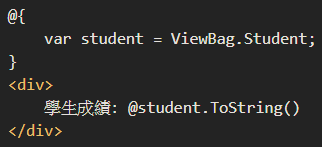 @{
    var student = ViewBag.Student;
}
<div>
    學生成績: @student.ToString()
</div>